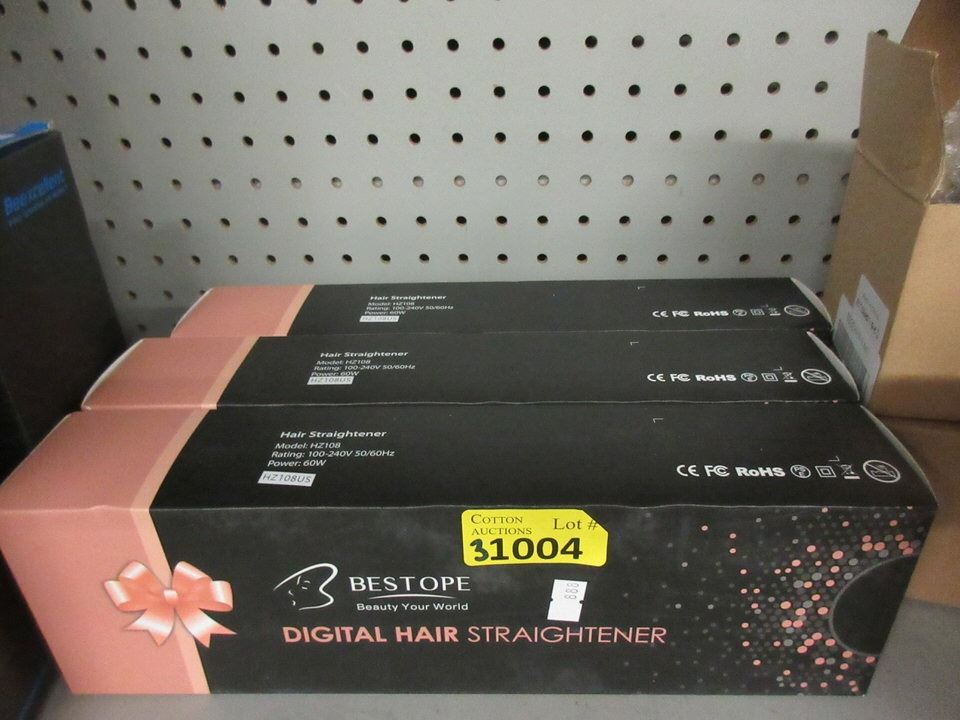 Beexcellent
Hair Straightener
Model: HZ108
Rating: 100-240V 50/60Hz
Power: 60W
HZ108US
CE FC RoHS
Hair Straightener
Model: HZ108
Rating: 100-240V 50/60Hz
Power: 60W
HZ108US
CE FC RoHS
Hair Straightener
Model: HZ108
Rating: 100-240V 50/60Hz
Power: 60W
HZ108US
CE FC RoHS
COTTON AUCTIONS Lot #
31004
BESTOPE
Beauty Your World
DIGITAL HAIR STRAIGHTENER